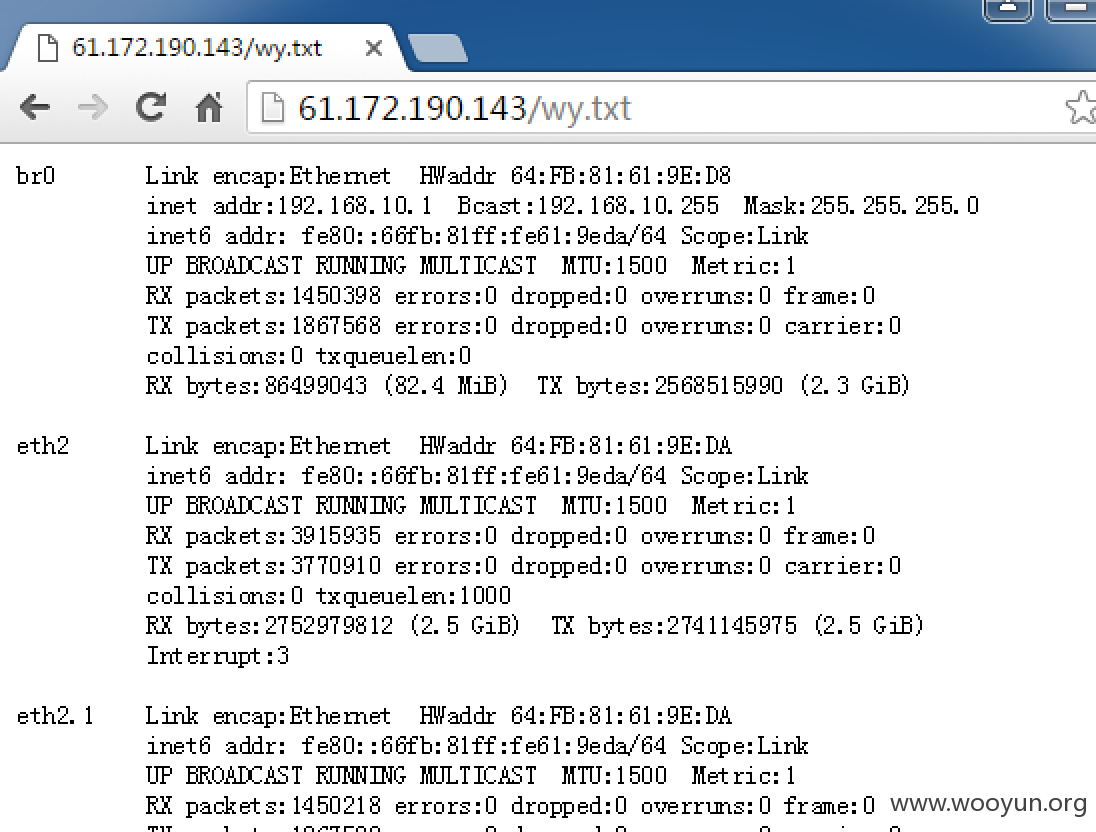 61.172.190.143/wy.txt
61.172.190.143/wy.txt
br0 Link encap:Ethernet HWaddr 64:FB:81:61:9E:D8
inet addr:192.168.10.1 Bcast:192.168.10.255 Mask:255.255.255.0
inet6 addr: fe80::66fb:81ff:fe61:9eda/64 Scope:Link
UP BROADCAST RUNNING MULTICAST MTU:1500 Metric:1
RX packets:1450398 errors:0 dropped:0 overruns:0 frame:0
TX packets:1867568 errors:0 dropped:0 overruns:0 carrier:0
collisions:0 txqueuelen:0
RX bytes:86499043 (82.4 MiB) TX bytes:2568515990 (2.3 GiB)
eth2 Link encap:Ethernet HWaddr 64:FB:81:61:9E:DA
inet6 addr: fe80::66fb:81ff:fe61:9eda/64 Scope:Link
UP BROADCAST RUNNING MULTICAST MTU:1500 Metric:1
RX packets:3915935 errors:0 dropped:0 overruns:0 frame:0
TX packets:3770910 errors:0 dropped:0 overruns:0 carrier:0
collisions:0 txqueuelen:1000
RX bytes:2752979812 (2.5 GiB) TX bytes:2741145975 (2.5 GiB)
Interrupt:3
eth2.1 Link encap:Ethernet HWaddr 64:FB:81:61:9E:DA
inet6 addr: fe80::66fb:81ff:fe61:9eda/64 Scope:Link
UP BROADCAST RUNNING MULTICAST MTU:1500 Metric:1
RX packets:1450218 errors:0 dropped:0 overruns:0 frame:0
www.wooyun.org